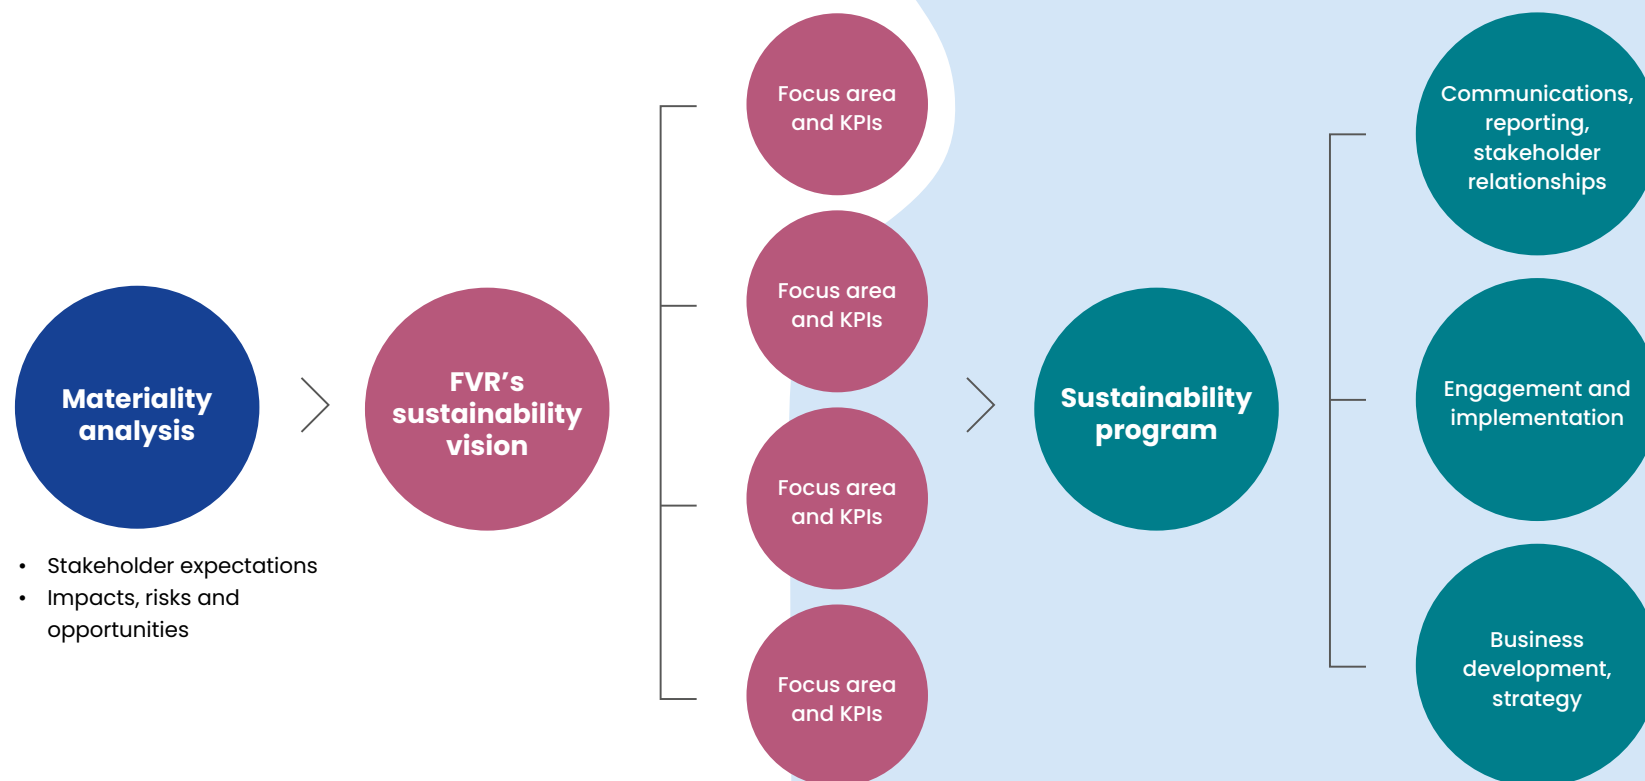 Materiality
analysis
• Stakeholder expectations
• Impacts, risks and
opportunities
FVR’s
sustainability
vision
Focus area
and KPIs
Focus area
and KPIs
Focus area
and KPIs
Focus area
and KPIs
Sustainability
program
Communications,
reporting,
stakeholder
relationships
Engagement and
implementation
Business
development,
strategy